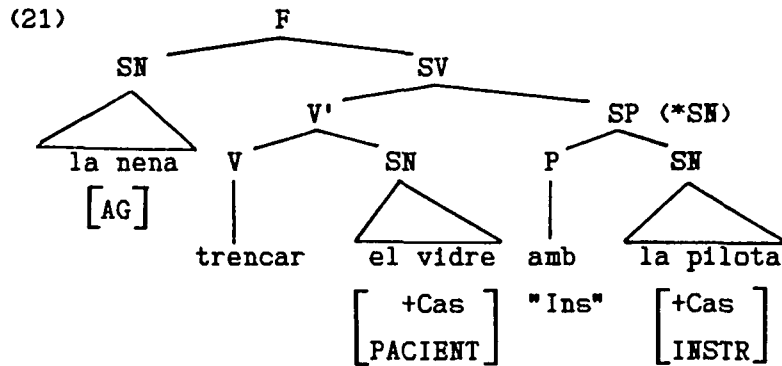 (21) F
SN SV
V' SP (*SN)
la nena V SN P SN
[AG]
trencar el vidre amb la pilota
[+Cas "Ins" [+Cas
PACIENT] INSTR]